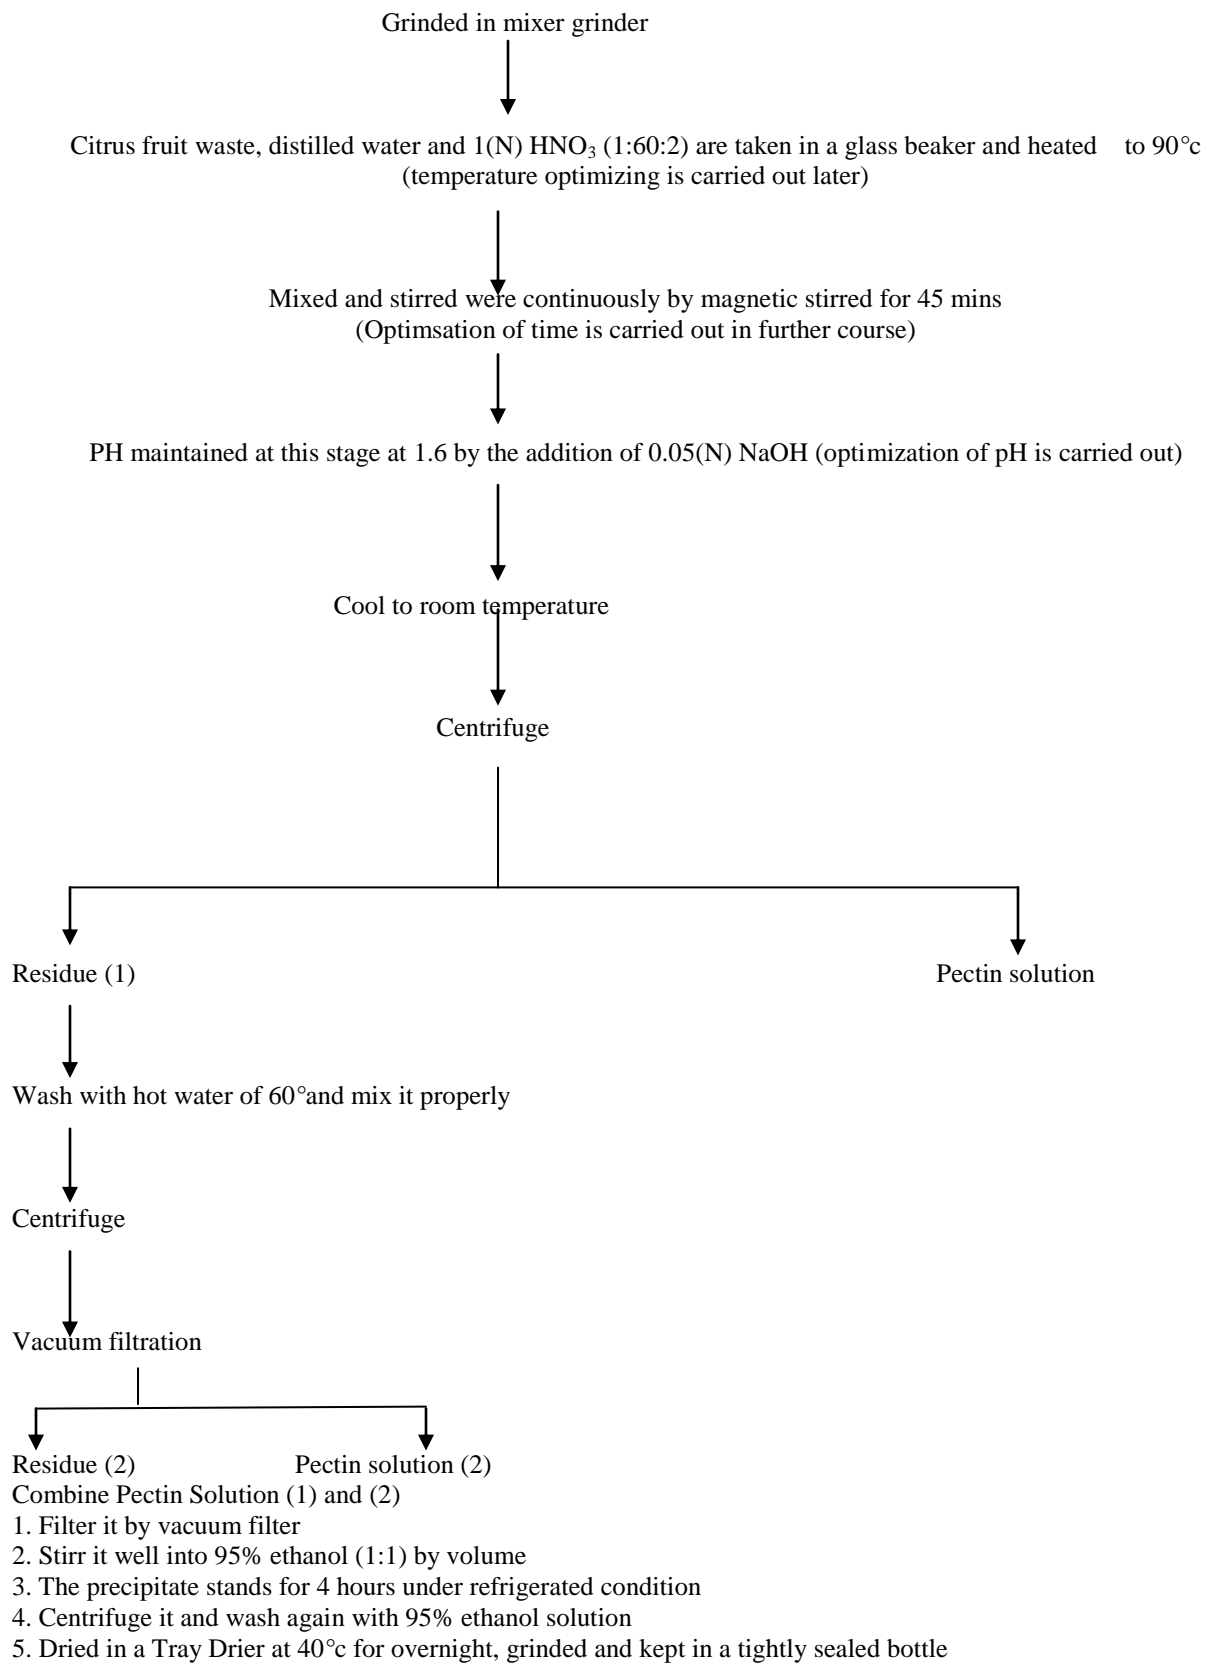 Grinded in mixer grinder
Citrus fruit waste, distilled water and 1(N) HNO₃ (1:60:2) are taken in a glass beaker and heated to 90°c
(temperature optimizing is carried out later)
Mixed and stirred were continuously by magnetic stirred for 45 mins
(Optimsation of time is carried out in further course)
PH maintained at this stage at 1.6 by the addition of 0.05(N) NaOH (optimization of pH is carried out)
Cool to room temperature
Centrifuge
Residue (1) Pectin solution
Wash with hot water of 60°and mix it properly
Centrifuge
Vacuum filtration
Residue (2) Pectin solution (2)
Combine Pectin Solution (1) and (2)
1. Filter it by vacuum filter
2. Stirr it well into 95% ethanol (1:1) by volume
3. The precipitate stands for 4 hours under refrigerated condition
4. Centrifuge it and wash again with 95% ethanol solution
5. Dried in a Tray Drier at 40°c for overnight, grinded and kept in a tightly sealed bottle